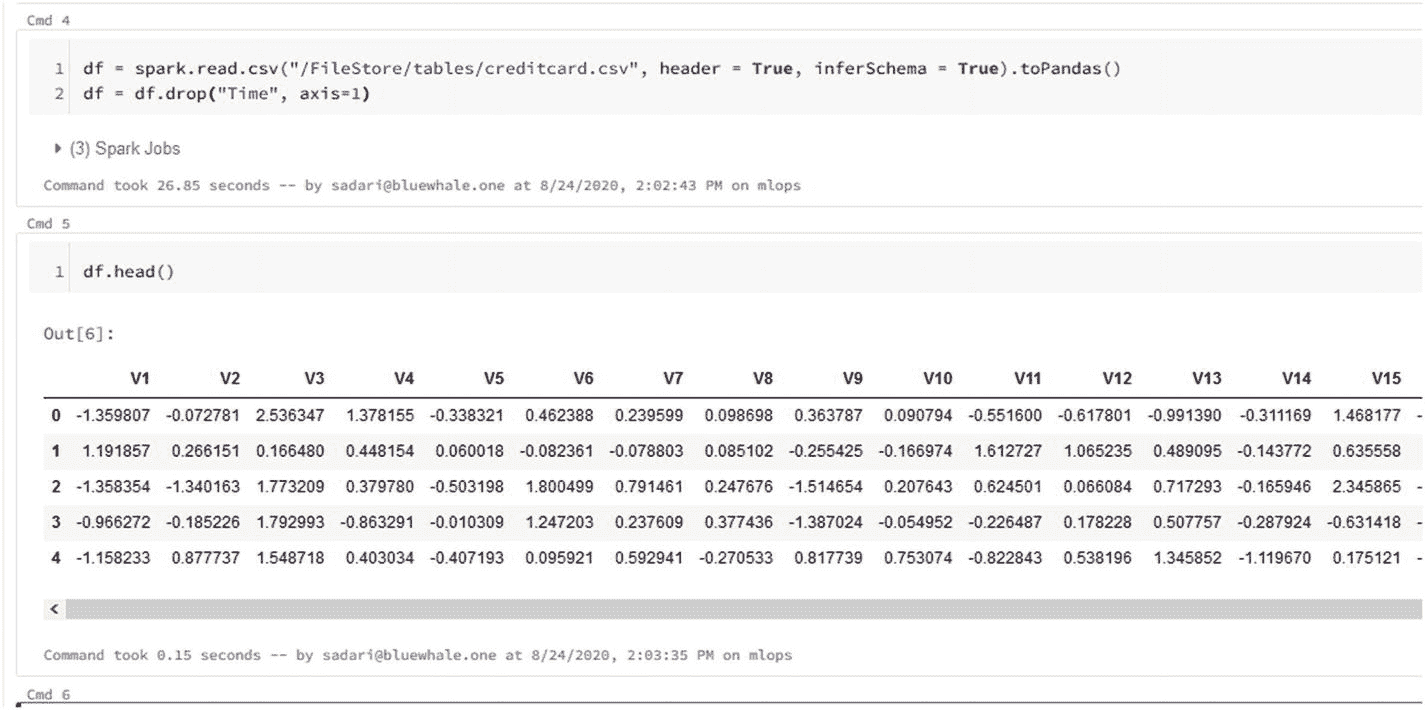 Cmd 4
1 df = spark.read.csv("/FileStore/tables/creditcard.csv", header = True, inferSchema = True).toPandas()
2 df = df.drop("Time", axis=1)
(3) Spark Jobs
Command took 26.85 seconds -- by sadari@bluewhale.one at 8/24/2020, 2:02:43 PM on mlops
Cmd 5
1 df.head()
Out[6]:
V1 V2 V3 V4 V5 V6 V7 V8 V9 V10 V11 V12 V13 V14 V15
0 -1.359807 -0.072781 2.536347 1.378155 -0.338321 0.462388 0.239599 0.098698 0.363787 0.090794 -0.551600 -0.617801 -0.991390 -0.311169 1.468177 -
1 1.191857 0.266151 0.166480 0.448154 0.060018 -0.082361 -0.078803 0.085102 -0.255425 -0.166974 1.612727 1.065235 0.489095 -0.143772 0.635558
2 -1.358354 -1.340163 1.773209 0.379780 -0.503198 1.800499 0.791461 0.247676 -1.514654 0.207643 0.624501 0.066084 0.717293 -0.165946 2.345865 -
3 -0.966272 -0.185226 1.792993 -0.863291 -0.010309 1.247203 0.237609 0.377436 -1.387024 -0.054952 -0.226487 0.178228 0.507757 -0.287924 -0.631418 -
4 -1.158233 0.877737 1.548718 0.403034 -0.407193 0.095921 0.592941 -0.270533 0.817739 0.753074 -0.822843 0.538196 1.345852 -1.119670 0.175121 -
Command took 0.15 seconds -- by sadari@bluewhale.one at 8/24/2020, 2:03:35 PM on mlops
Cmd 6